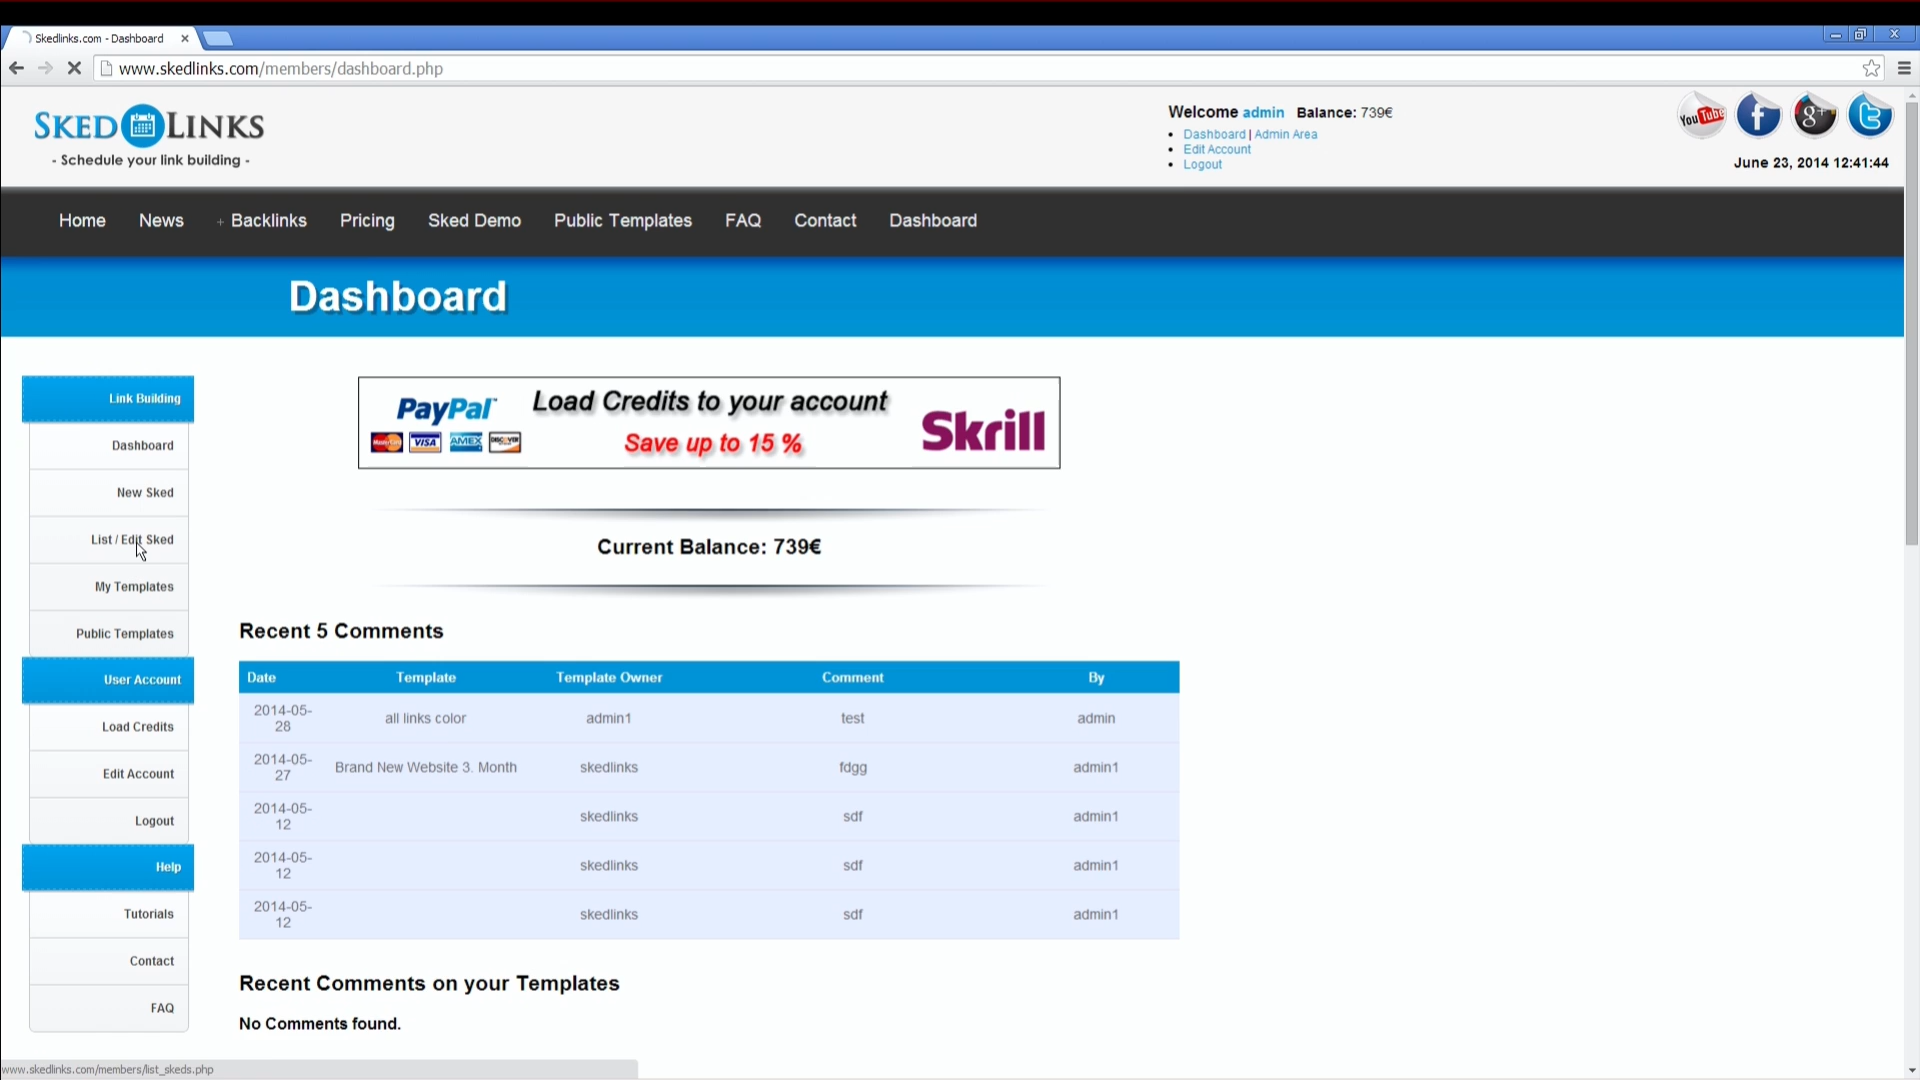 Skedlinks.com - Dashboard
www.skedlinks.com/members/dashboard.php
SKED LINKS
- Schedule your link building -
Welcome admin Balance: 739€
Dashboard | Admin Area
Edit Account
Logout
You Tube
f
g+
t
June 23, 2014 12:41:44
Home News + Backlinks Pricing Sked Demo Public Templates FAQ Contact Dashboard
Dashboard
Link Building
Dashboard
New Sked
List / Edit Sked
My Templates
Public Templates
User Account
Load Credits
Edit Account
Logout
Help
Tutorials
Contact
FAQ
PayPal™
MasterCard VISA AMEX DISCOVER
Load Credits to your account
Save up to 15 %
Skrill
Current Balance: 739€
Recent 5 Comments
Date Template Template Owner Comment By
2014-05-
28 all links color admin1 test admin
2014-05-
27 Brand New Website 3. Month skedlinks fdgg admin1
2014-05-
12 skedlinks sdf admin1
2014-05-
12 skedlinks sdf admin1
2014-05-
12 skedlinks sdf admin1
Recent Comments on your Templates
No Comments found.
www.skedlinks.com/members/list_skeds.php